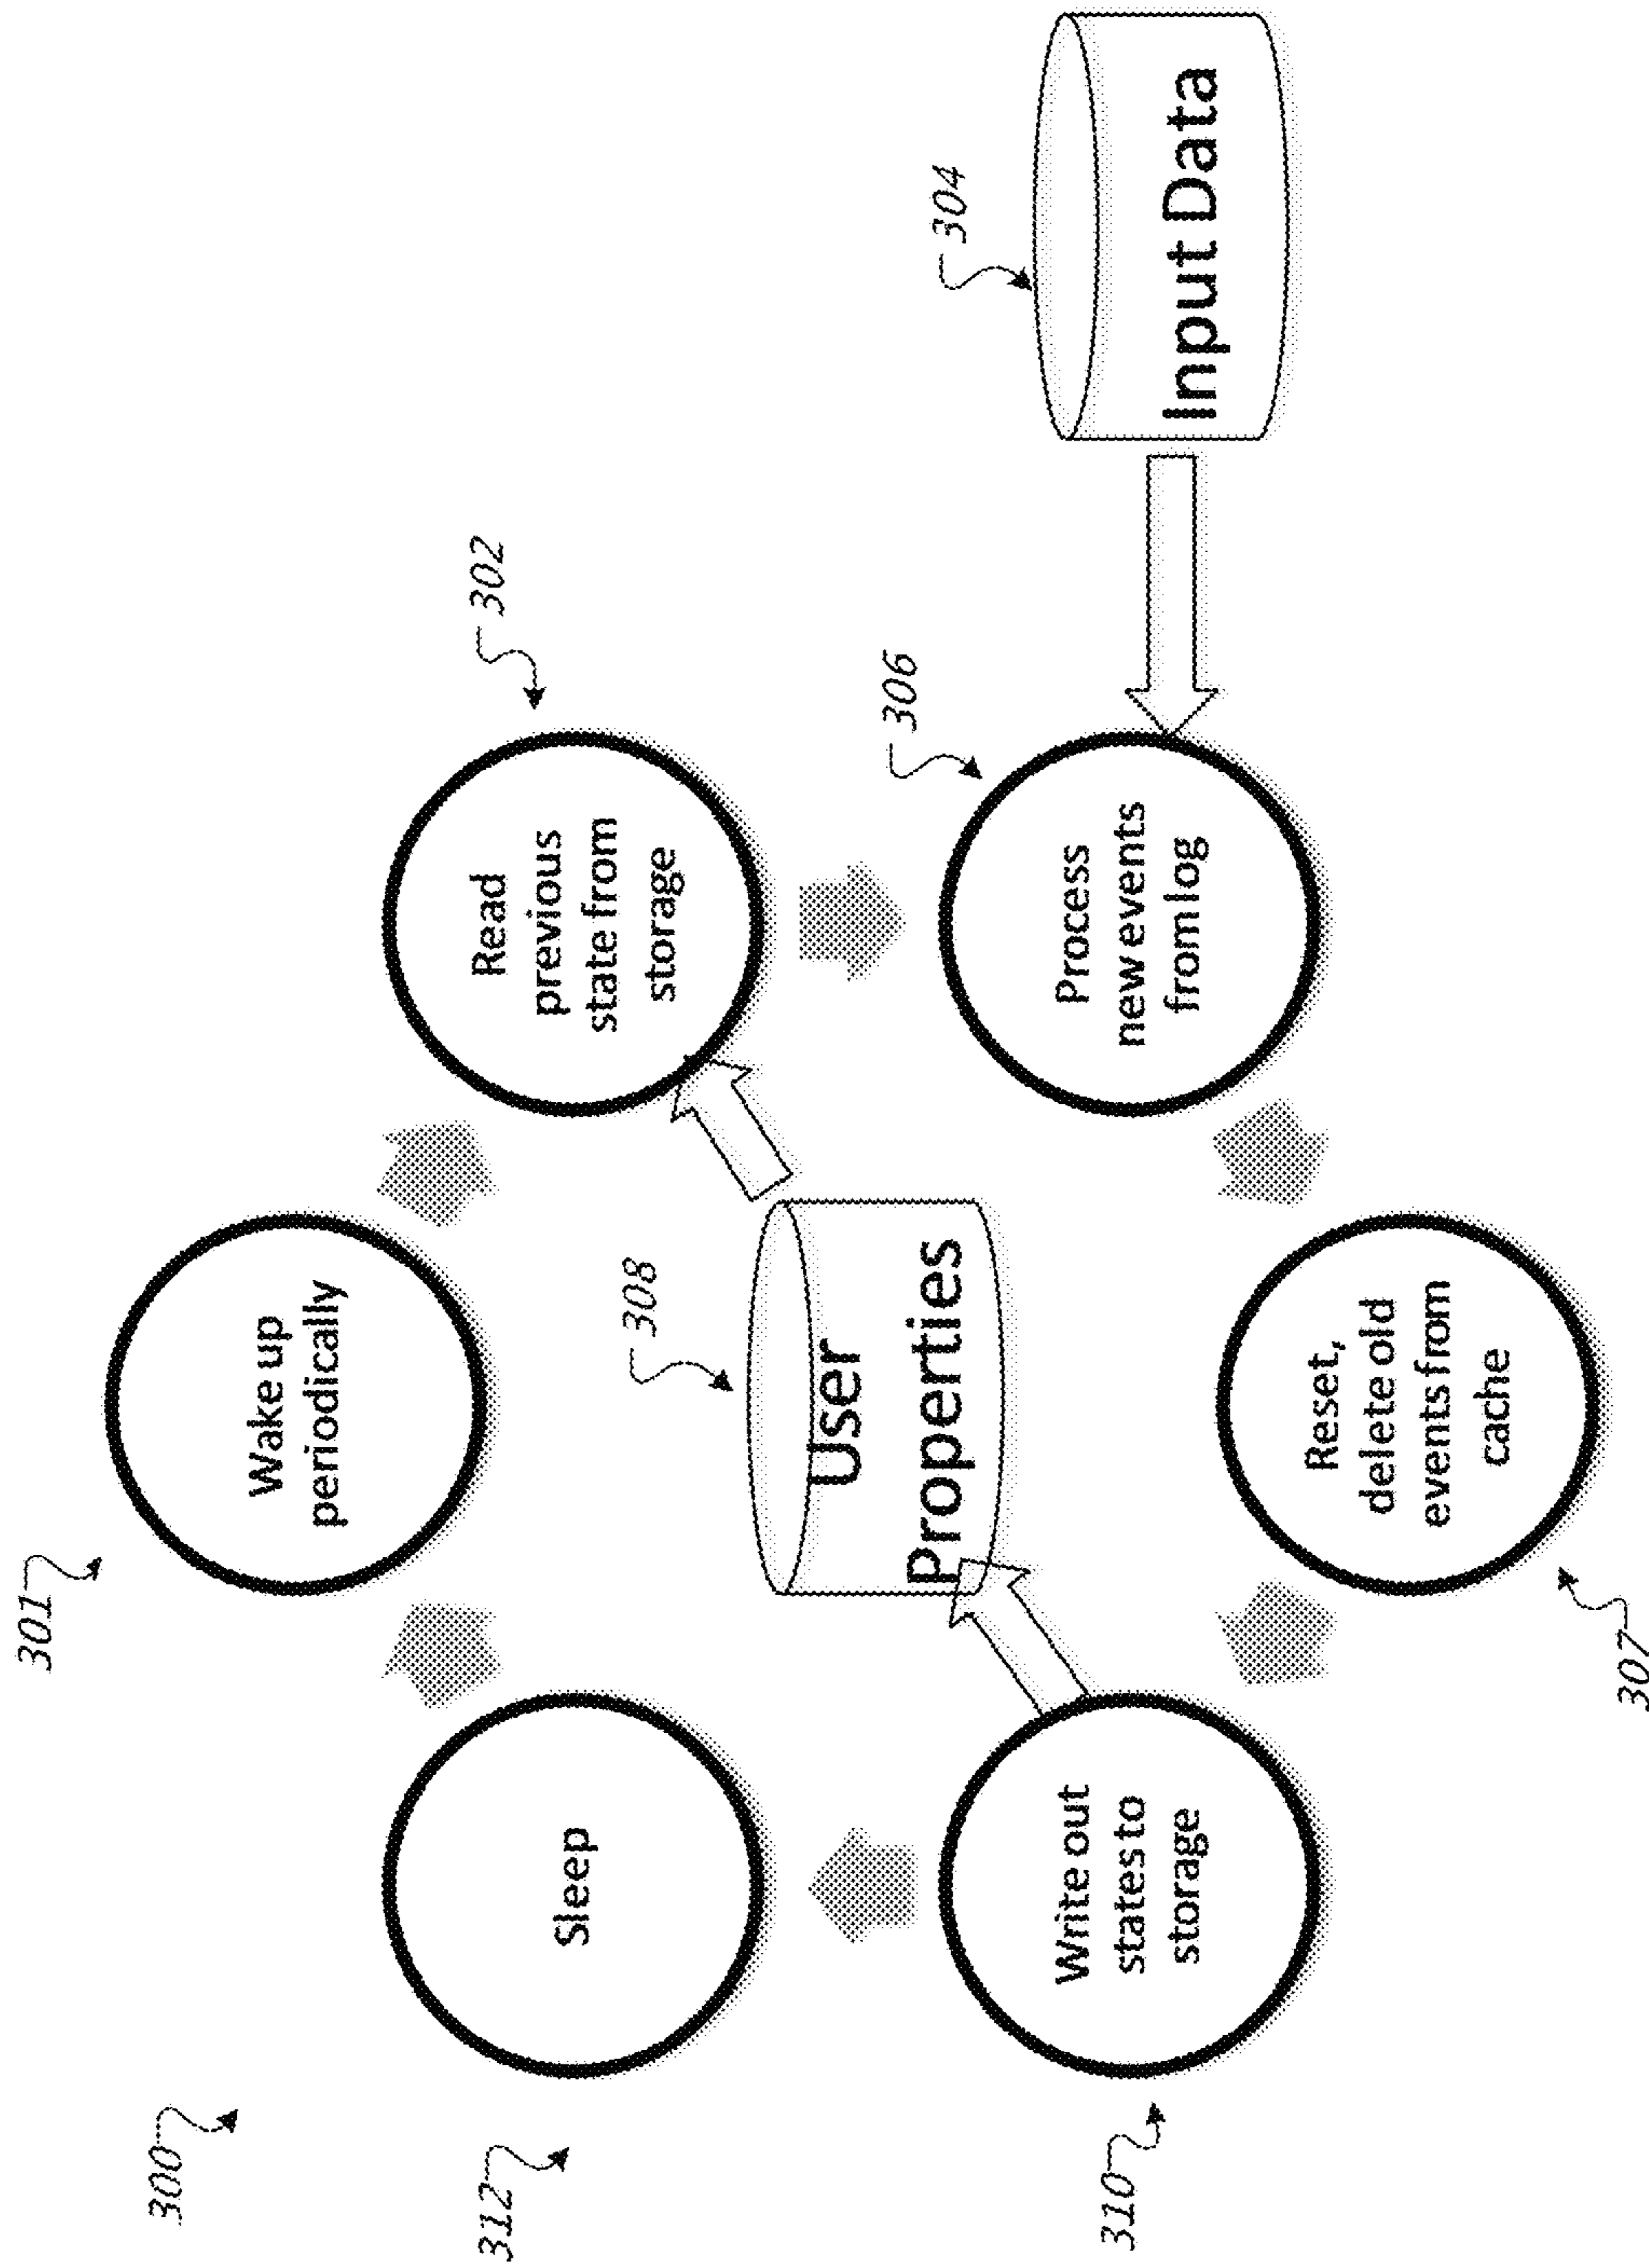 300
301
Wake up
periodically
302
Read
previous
state from
storage
304
Input Data
306
Process
new events
from log
307
Reset,
delete old
events from
cache
308
User
Properties
310
Write out
states to
storage
312
Sleep